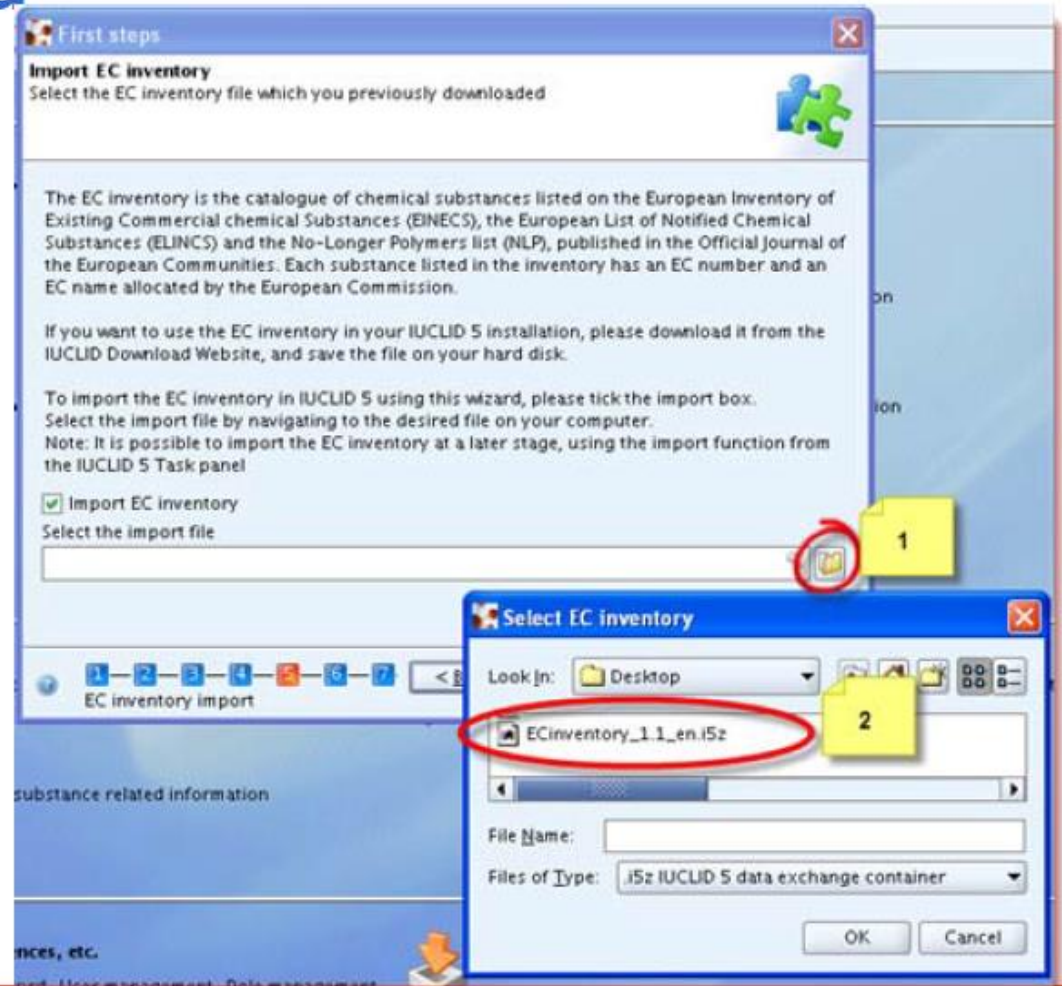 First steps
Import EC inventory
Select the EC inventory file which you previously downloaded
The EC inventory is the catalogue of chemical substances listed on the European Inventory of
Existing Commercial chemical Substances (EINECS), the European List of Notified Chemical
Substances (ELINCS) and the No-Longer Polymers list (NLP), published in the Official Journal of
the European Communities. Each substance listed in the inventory has an EC number and an
EC name allocated by the European Commission.
on
If you want to use the EC inventory in your IUCLID 5 installation, please download it from the
IUCLID Download Website, and save the file on your hard disk.
To import the EC inventory in IUCLID 5 using this wizard, please tick the import box.
ion
Select the import file by navigating to the desired file on your computer.
Note: It is possible to import the EC inventory at a later stage, using the import function from
the IUCLID 5 Task panel
Import EC inventory
Select the import file
1
Select EC inventory
1 2 3 4 5 6 7 < B
EC inventory import
Look In: Desktop
2
ECinventory_1.1_en.i5z
substance related information
File Name:
Files of Type: .i5z IUCLID 5 data exchange container
OK Cancel
nces, etc.
User management Role management